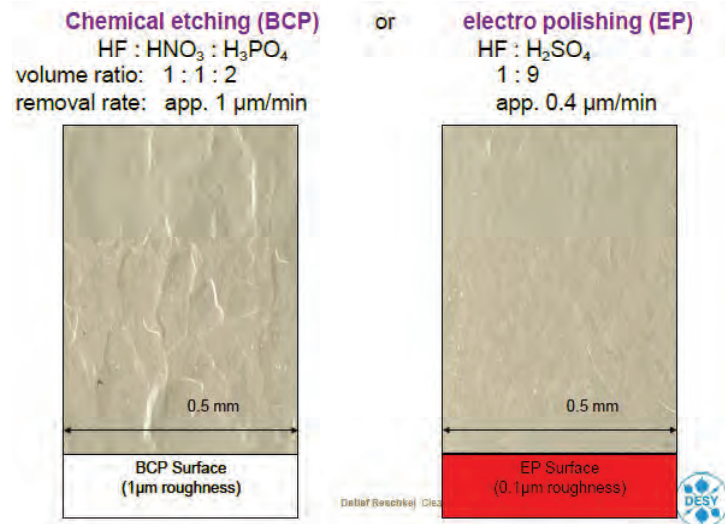 Chemical etching (BCP) or electro polishing (EP)
HF : HNO₃ : H₃PO₄ HF : H₂SO₄
volume ratio: 1 : 1 : 2 1 : 9
removal rate: app. 1 µm/min app. 0.4 µm/min
0.5 mm 0.5 mm
BCP Surface
(1µm roughness)
EP Surface
(0.1µm roughness)
Detlef Reschke| Clea
DESY